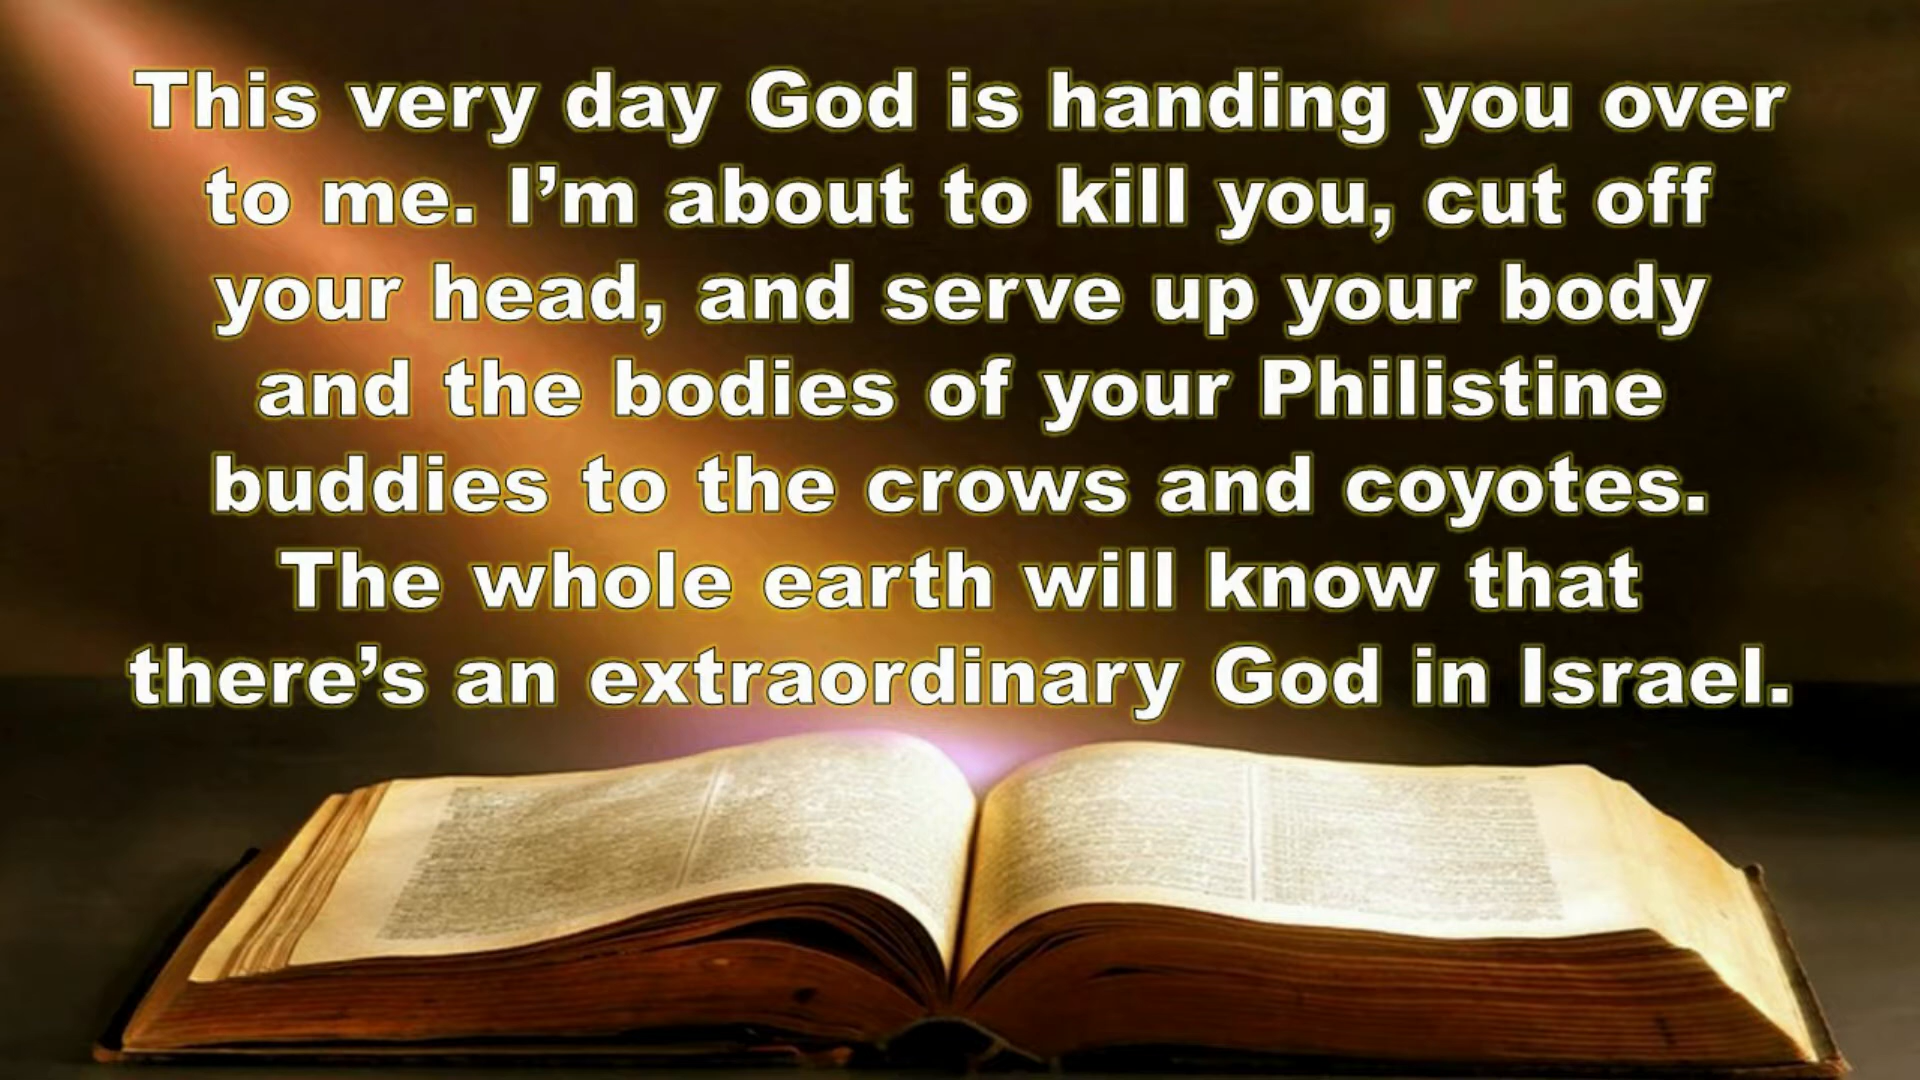 This very day God is handing you over
to me. I’m about to kill you, cut off
your head, and serve up your body
and the bodies of your Philistine
buddies to the crows and coyotes.
The whole earth will know that
there’s an extraordinary God in Israel.